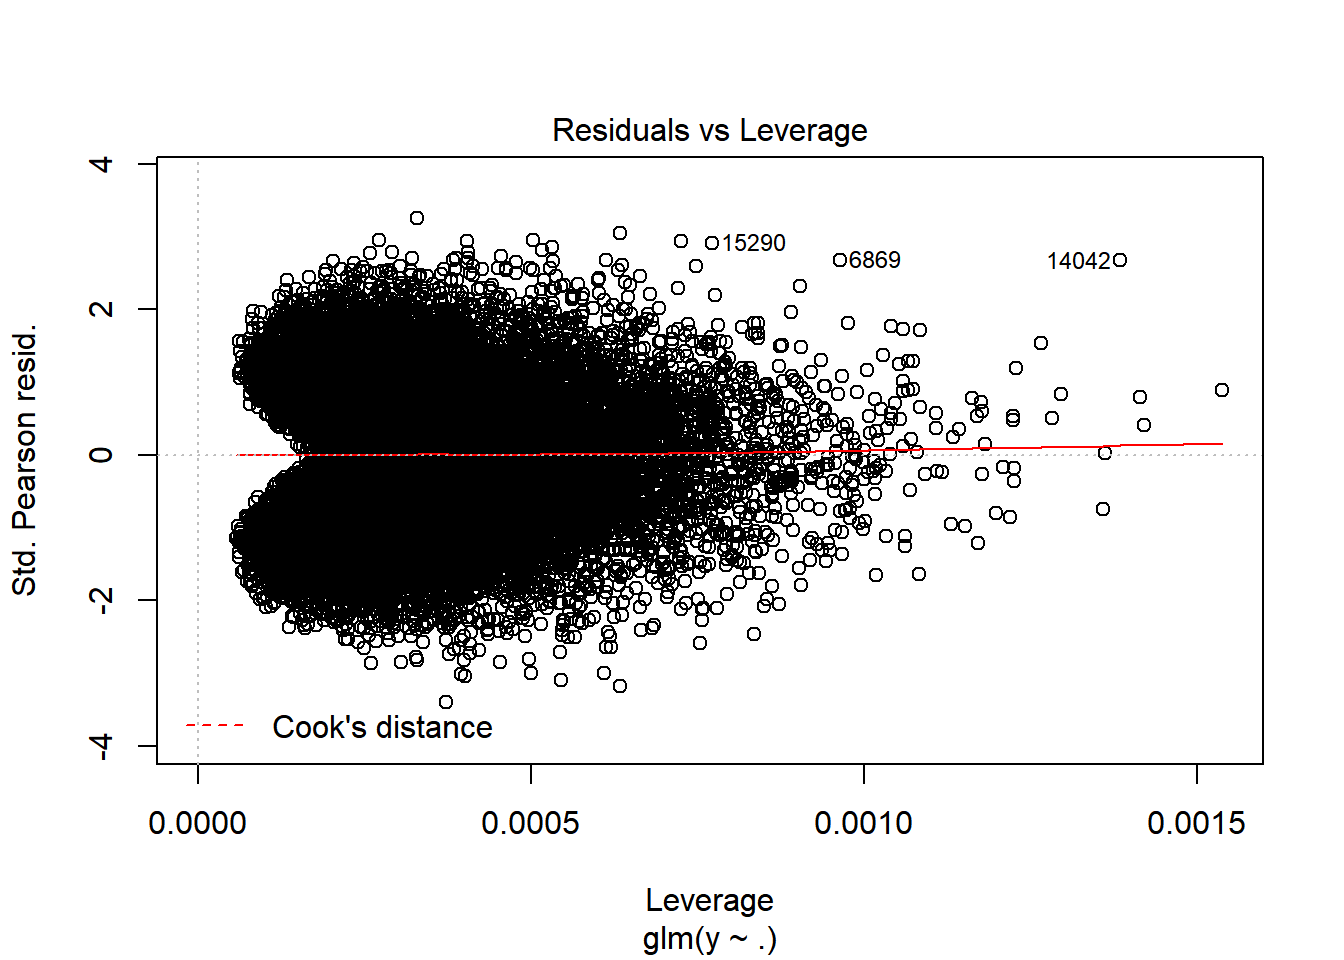 Residuals vs Leverage
Std. Pearson resid.
4
2
0
-2
-4
15290
6869
14042
Cook's distance
0.0000 0.0005 0.0010 0.0015
Leverage
glm(y ~ .)